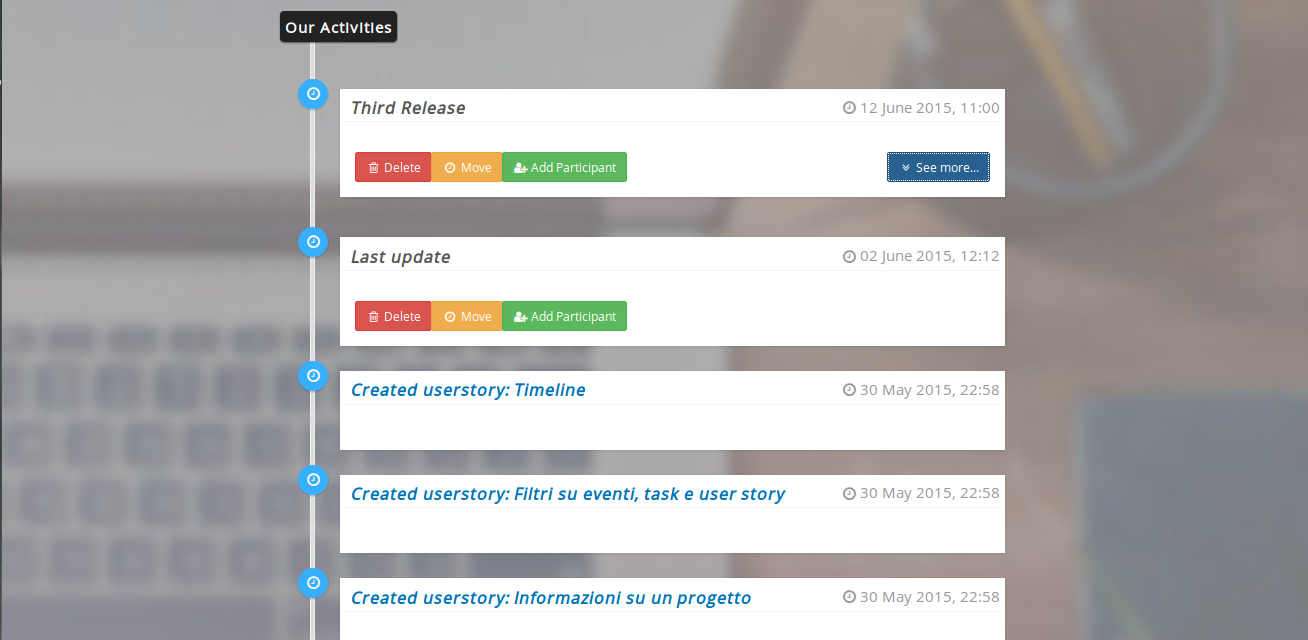 Our Activities
Third Release 12 June 2015, 11:00
Delete Move Add Participant See more...
Last update 02 June 2015, 12:12
Delete Move Add Participant
Created userstory: Timeline 30 May 2015, 22:58
Created userstory: Filtri su eventi, task e user story 30 May 2015, 22:58
Created userstory: Informazioni su un progetto 30 May 2015, 22:58